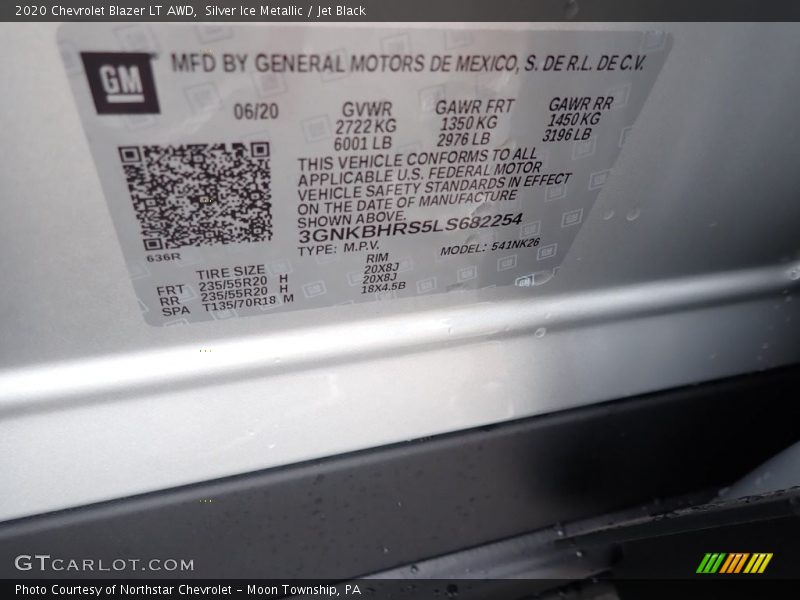 2020 Chevrolet Blazer LT AWD, Silver Ice Metallic / Jet Black
GM
MFD BY GENERAL MOTORS DE MEXICO, S. DE R.L. DE C.V.
06/20 GVWR GAWR FRT GAWR RR
2722 KG 1350 KG 1450 KG
6001 LB 2976 LB 3196 LB
THIS VEHICLE CONFORMS TO ALL
APPLICABLE U.S. FEDERAL MOTOR
VEHICLE SAFETY STANDARDS IN EFFECT
ON THE DATE OF MANUFACTURE
SHOWN ABOVE.
3GNKBHRS5LS682254
TYPE: M.P.V. MODEL: 541NK26
636R
TIRE SIZE RIM
FRT 235/55R20 H 20X8J
RR 235/55R20 H 20X8J
SPA T135/70R18 M 18X4.5B
GTCARLOT.COM
Photo Courtesy of Northstar Chevrolet - Moon Township, PA